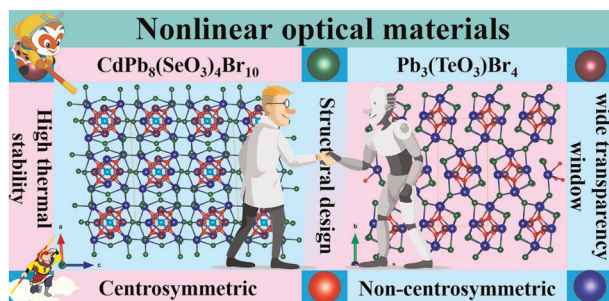 Nonlinear optical materials
CdPb₈(SeO₃)₄Br₁₀
Pb₃(TeO₃)Br₄
High thermal
stability
Structural design
wide transparency
window
a
c
b
Centrosymmetric
Non-centrosymmetric